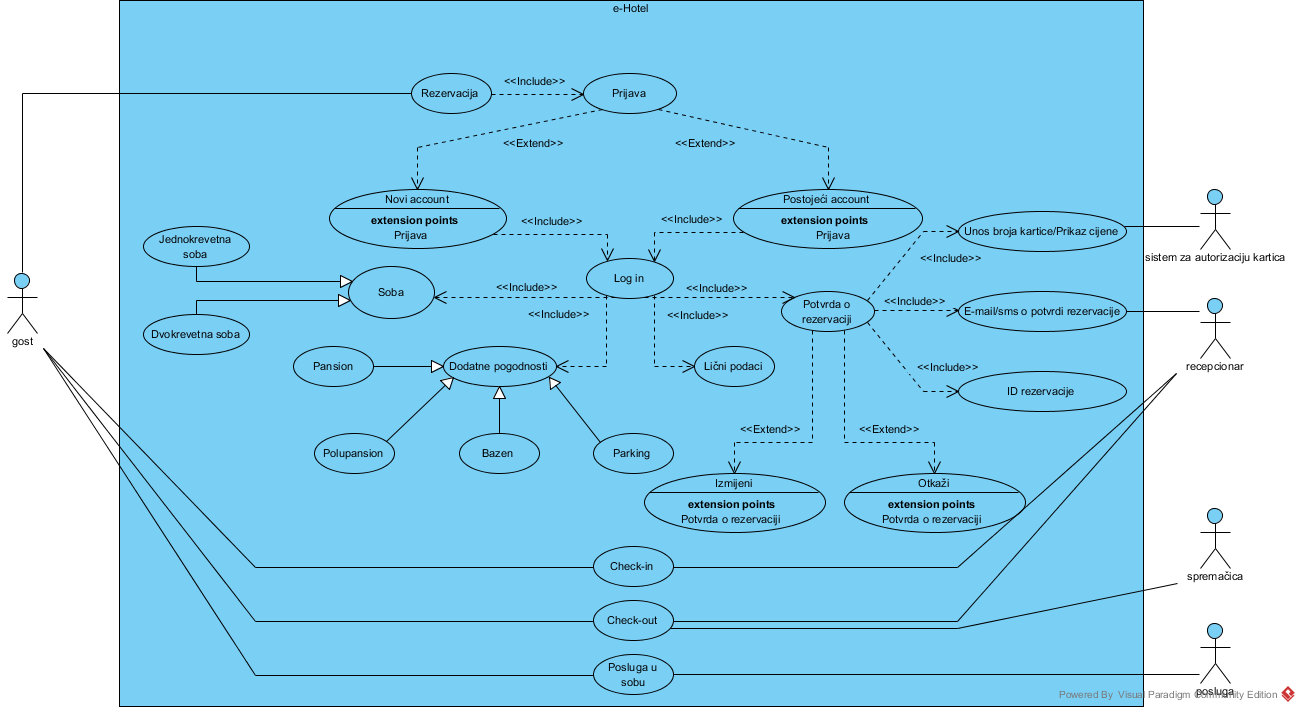 e-Hotel
<<Include>>
Rezervacija
Prijava
<<Extend>>
<<Extend>>
Novi account
extension points
Prijava
Postojeći account
extension points
Prijava
<<Include>>
<<Include>>
Jednokrevetna
soba
Unos broja kartice/Prikaz cijene
sistem za autorizaciju kartica
<<Include>>
Log in
Soba
<<Include>>
<<Include>>
Potvrda o
rezervaciji
<<Include>>
E-mail/sms o potvrdi rezervacije
<<Include>>
<<Include>>
Dvokrevetna soba
gost
Pansion
Dodatne pogodnosti
Lični podaci
<<Include>>
recepcionar
ID rezervacije
<<Extend>>
<<Extend>>
Polupansion
Bazen
Parking
Izmijeni
extension points
Potvrda o rezervaciji
Otkaži
extension points
Potvrda o rezervaciji
Check-in
spremačica
Check-out
Posluga u
sobu
posluga
Powered By Visual Paradigm Community Edition